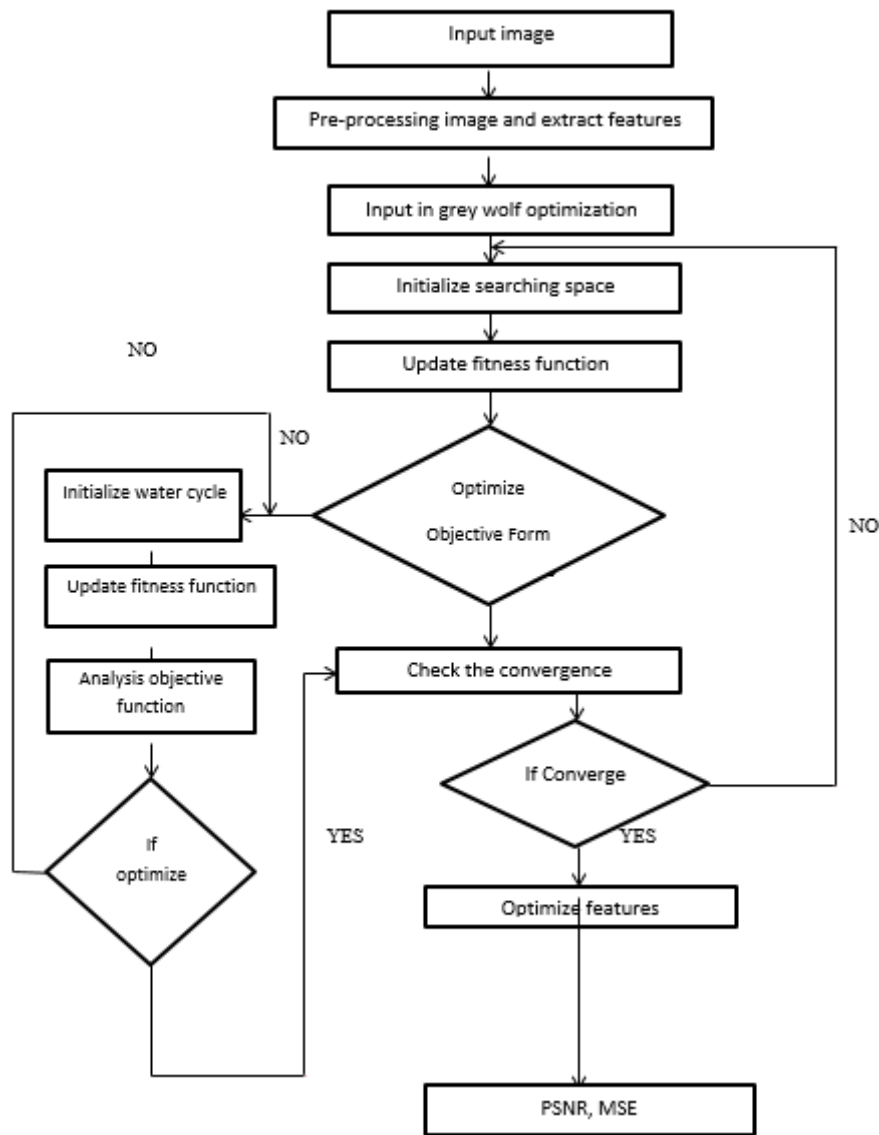 Input image
Pre-processing image and extract features
Input in grey wolf optimization
Initialize searching space
NO
Update fitness function
NO
Initialize water cycle
Optimize
Objective Form
NO
Update fitness function
Check the convergence
Analysis objective
function
If Converge
YES
YES
If
optimize
Optimize features
PSNR, MSE